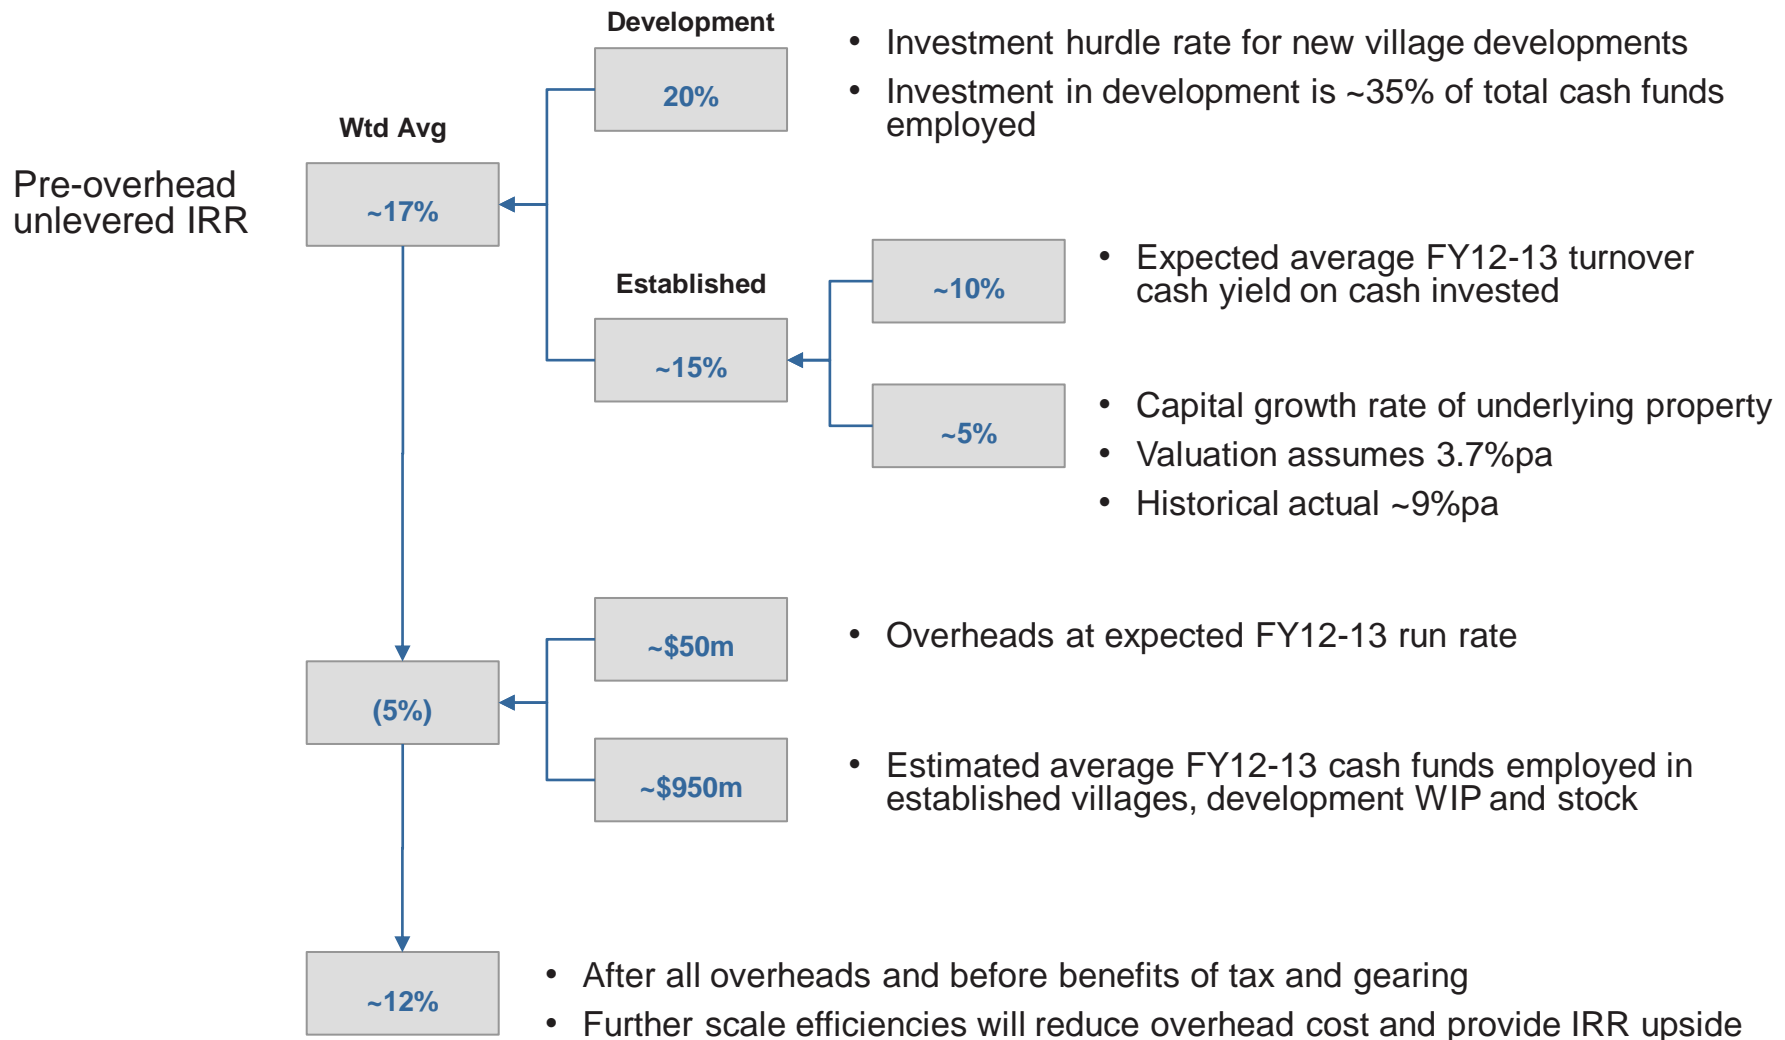 Development
20%
• Investment hurdle rate for new village developments
• Investment in development is ~35% of total cash funds
employed
Wtd Avg
Pre-overhead
unlevered IRR
~17%
Established
~15%
~10%
• Expected average FY12-13 turnover
cash yield on cash invested
~5%
• Capital growth rate of underlying property
• Valuation assumes 3.7%pa
• Historical actual ~9%pa
(5%)
~$50m
• Overheads at expected FY12-13 run rate
~$950m
• Estimated average FY12-13 cash funds employed in
established villages, development WIP and stock
~12%
• After all overheads and before benefits of tax and gearing
• Further scale efficiencies will reduce overhead cost and provide IRR upside